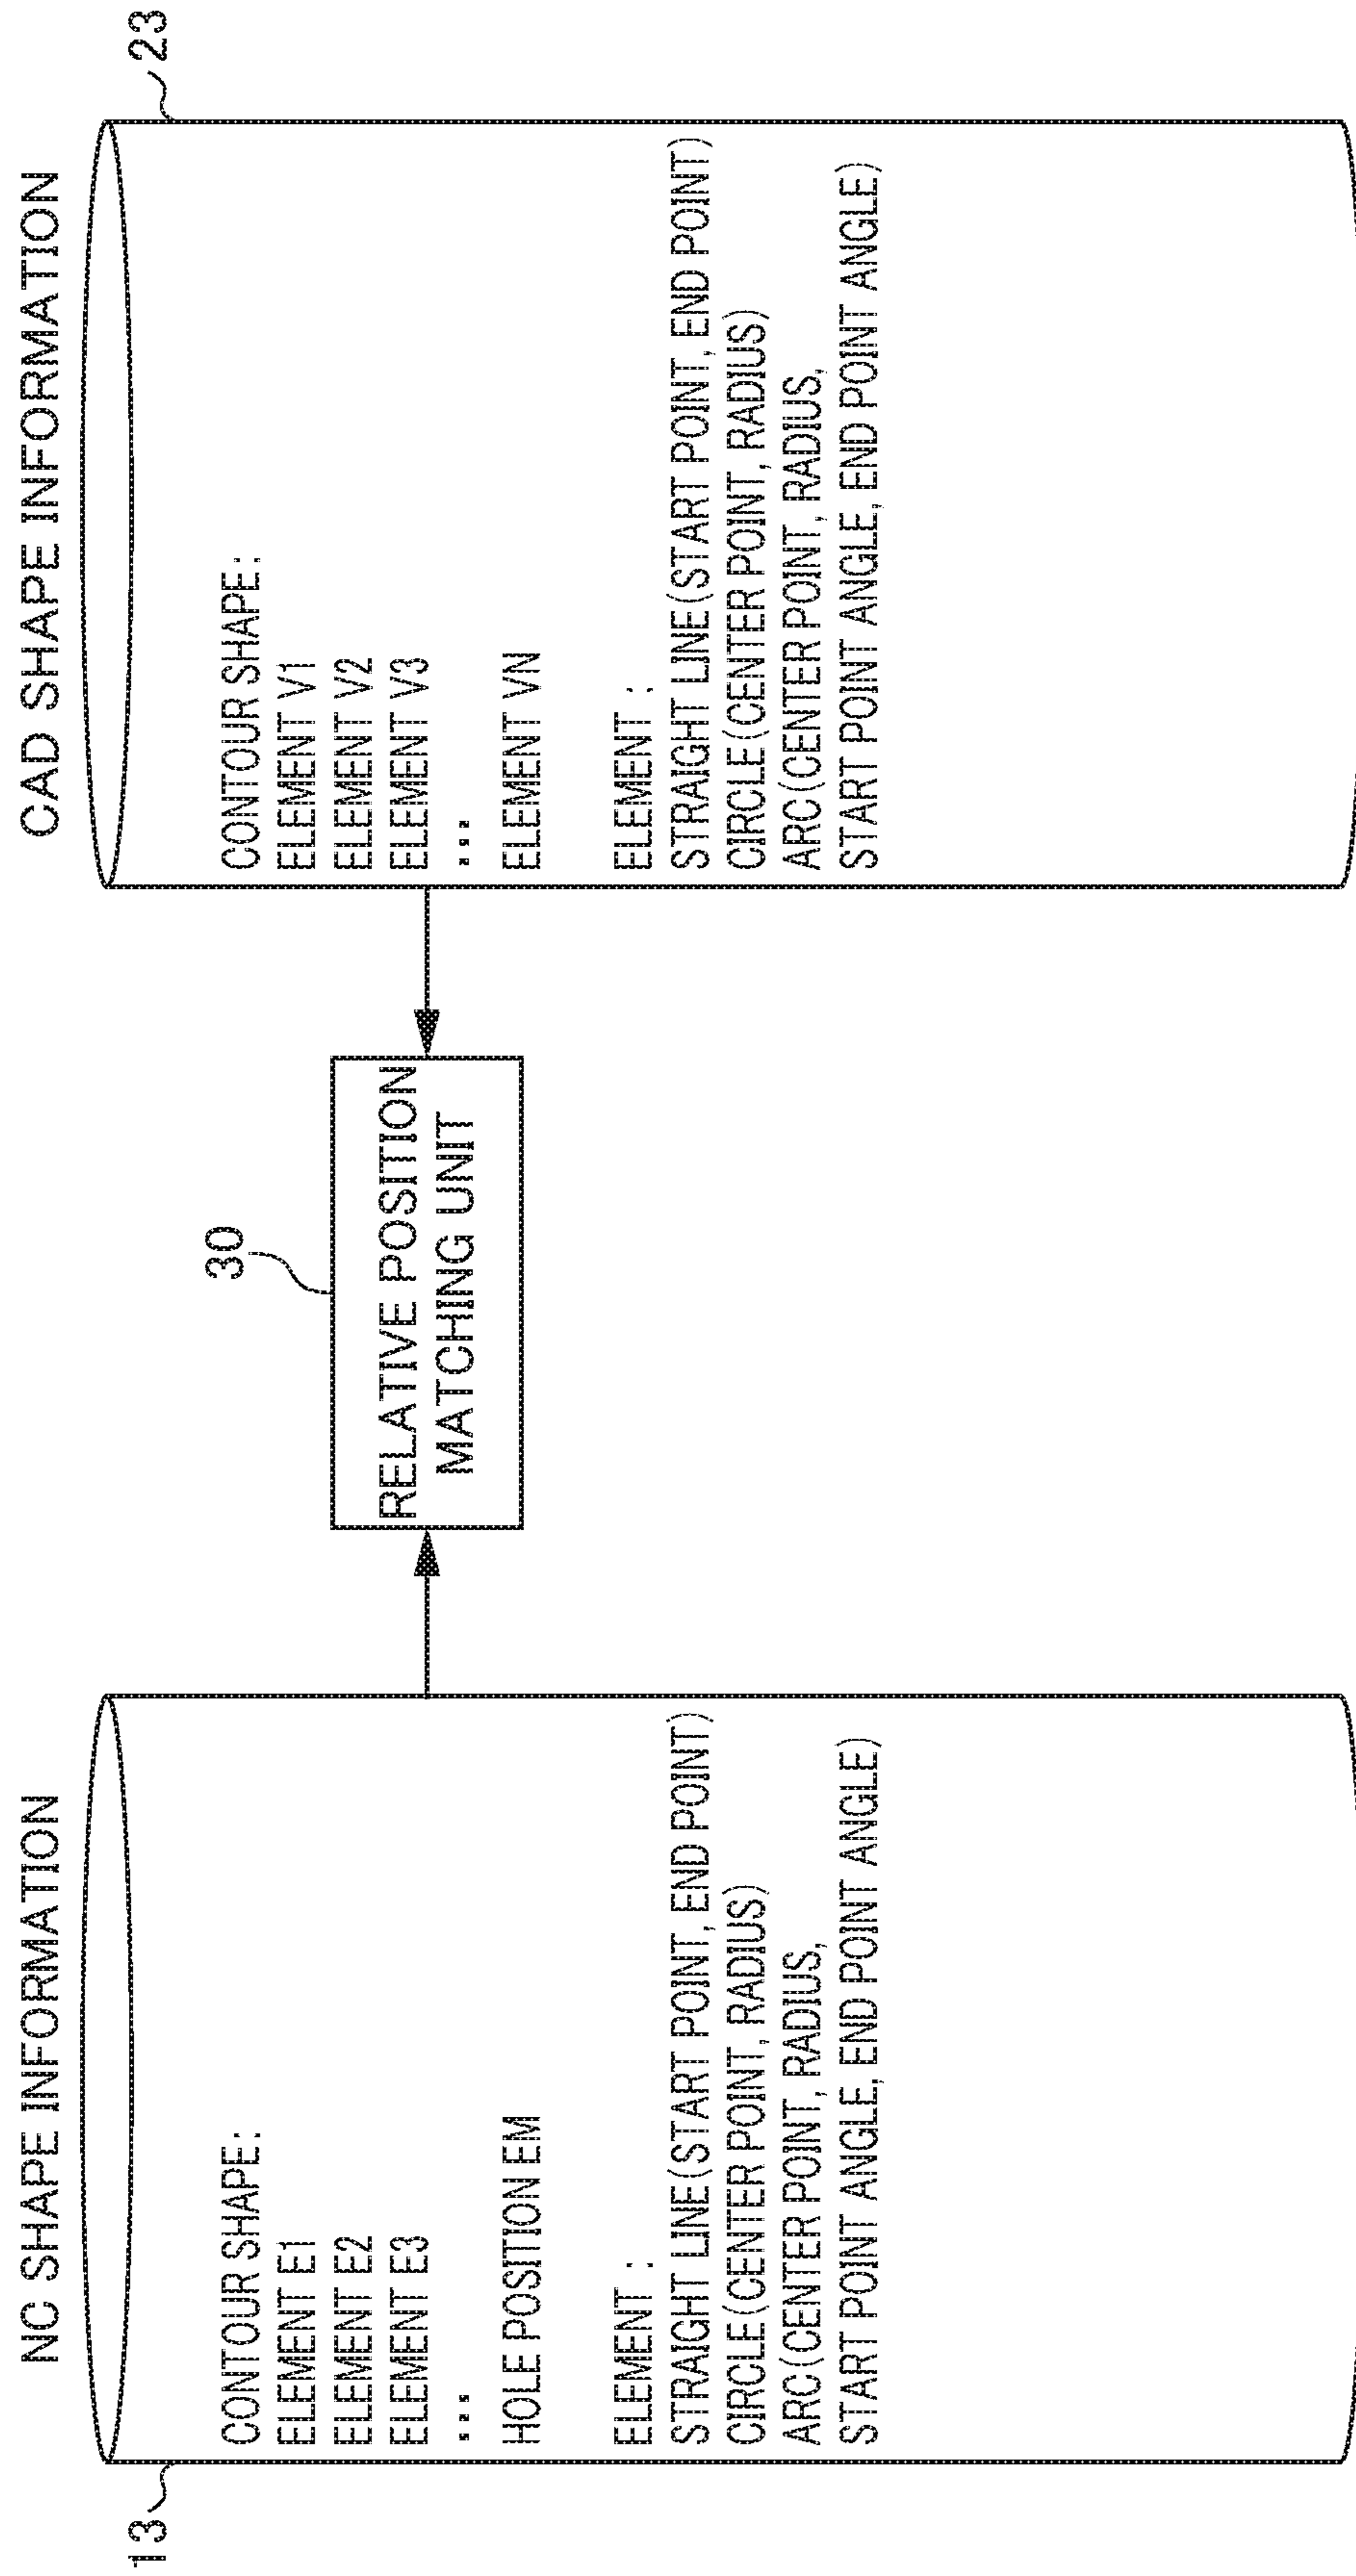 NC SHAPE INFORMATION
13
CONTOUR SHAPE:
ELEMENT E1
ELEMENT E2
ELEMENT E3
...
HOLE POSITION EM
ELEMENT :
STRAIGHT LINE(START POINT, END POINT)
CIRCLE(CENTER POINT, RADIUS)
ARC(CENTER POINT, RADIUS,
START POINT ANGLE, END POINT ANGLE)
30
RELATIVE POSITION
MATCHING UNIT
CAD SHAPE INFORMATION
23
CONTOUR SHAPE:
ELEMENT V1
ELEMENT V2
ELEMENT V3
...
ELEMENT VN
ELEMENT :
STRAIGHT LINE(START POINT, END POINT)
CIRCLE(CENTER POINT, RADIUS)
ARC(CENTER POINT, RADIUS,
START POINT ANGLE, END POINT ANGLE)